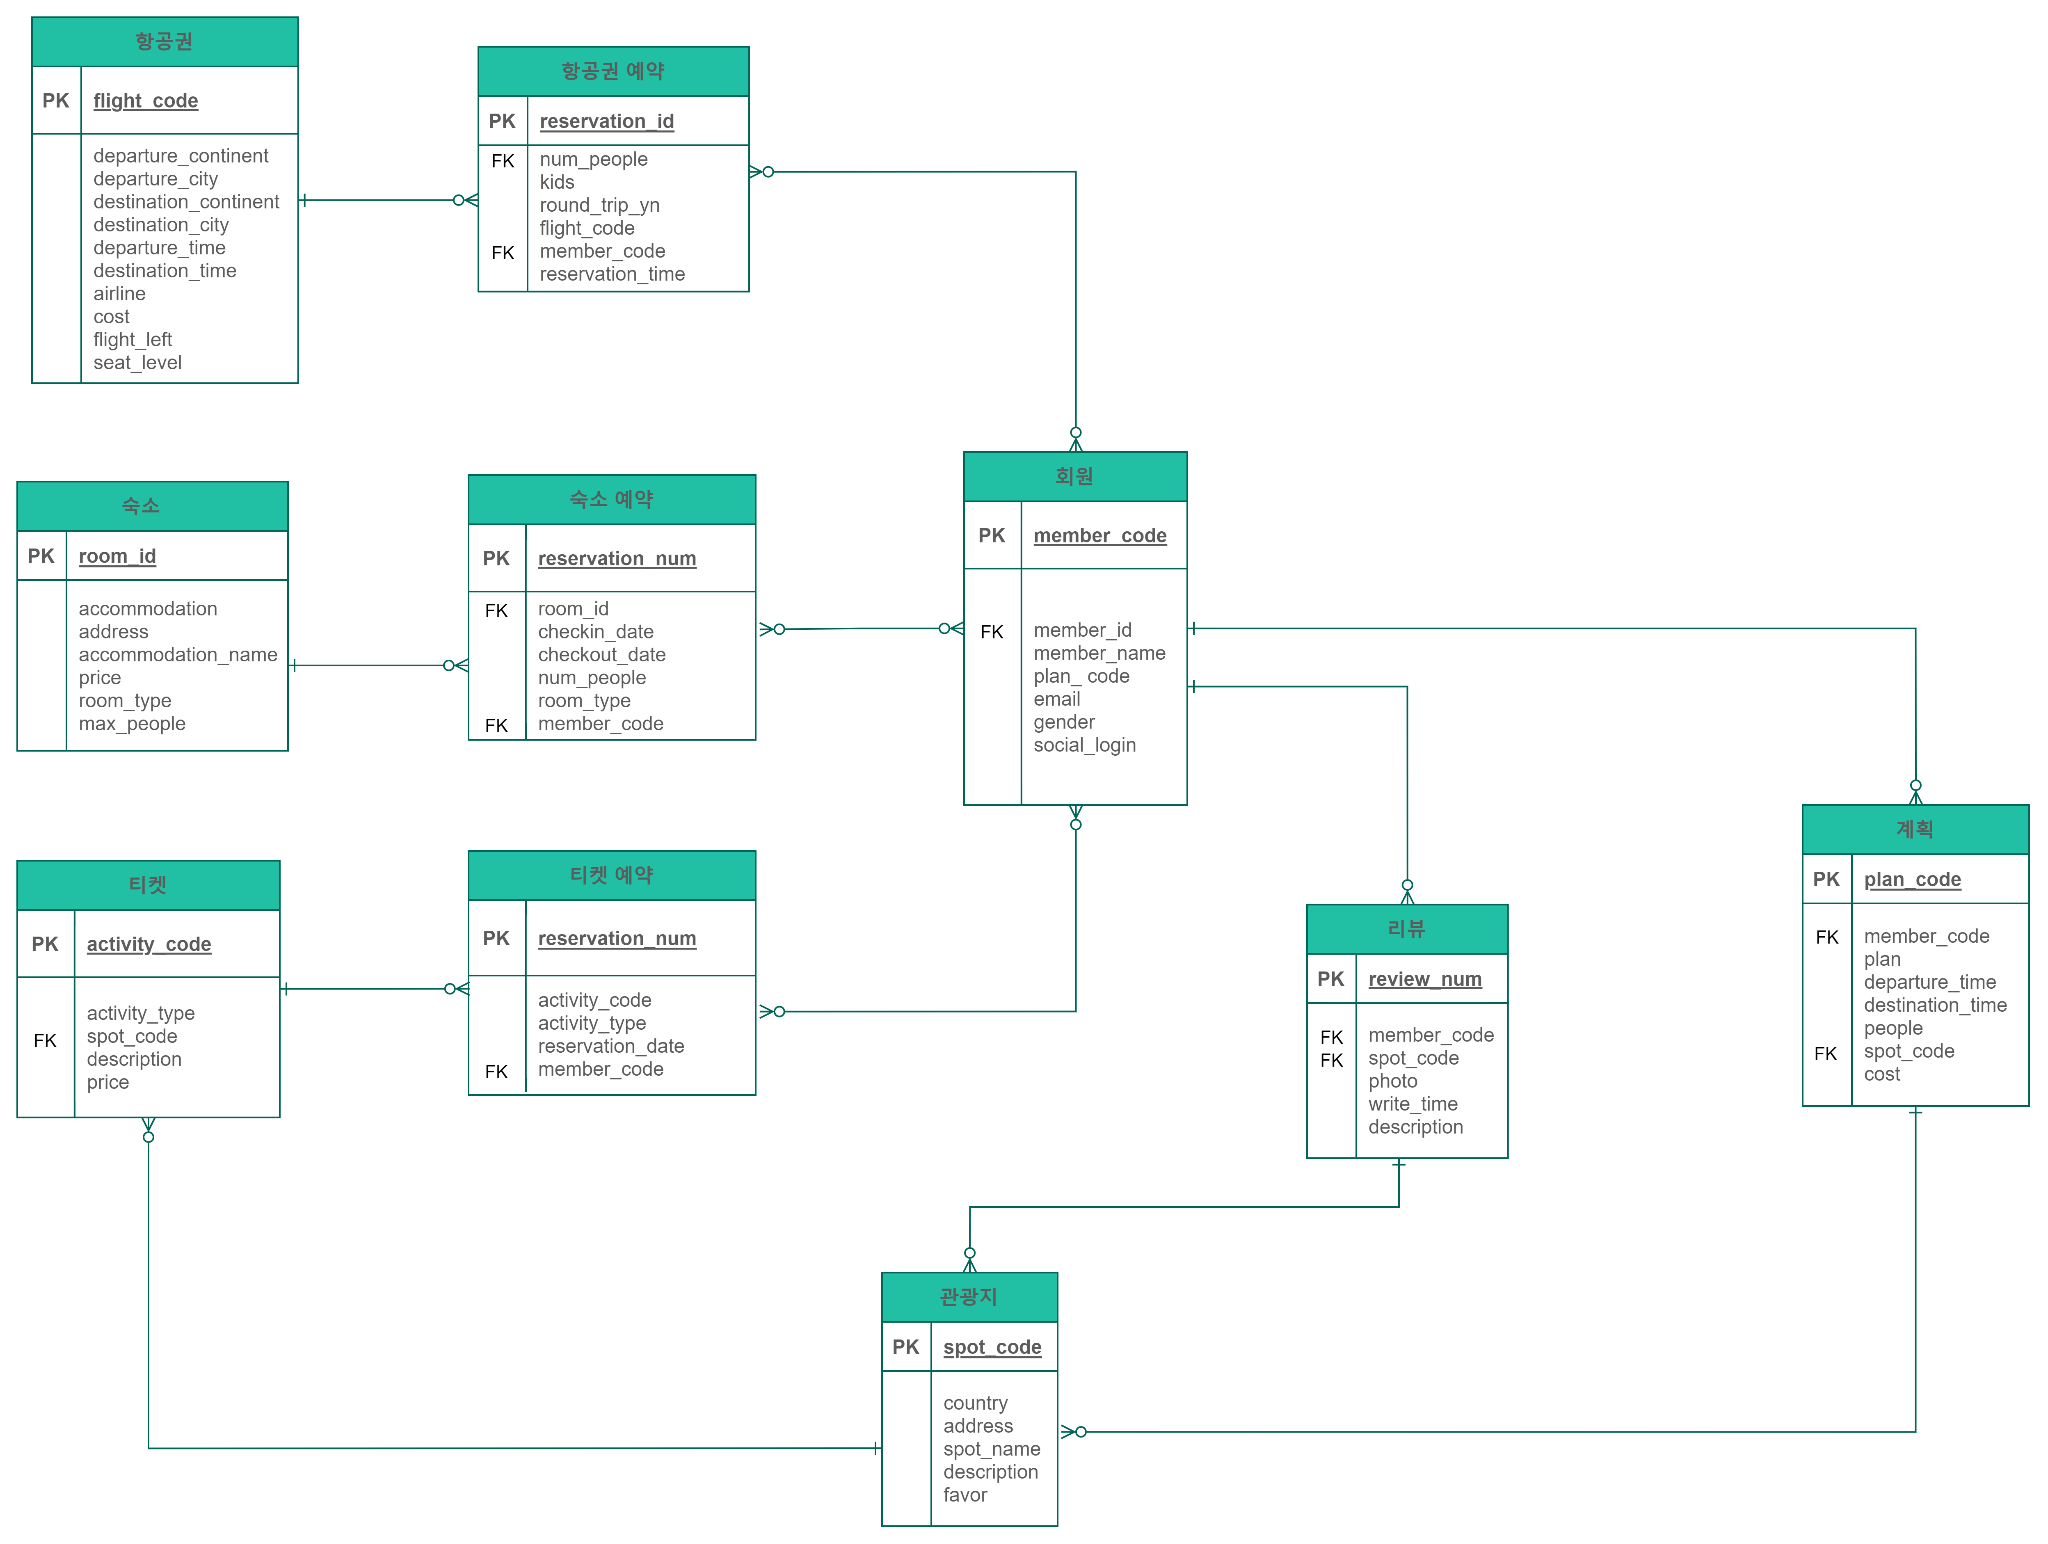 항공권
PK flight_code
departure_continent
departure_city
destination_continent
destination_city
departure_time
destination_time
airline
cost
flight_left
seat_level
항공권 예약
PK reservation_id
FK num_people
kids
round_trip_yn
flight_code
FK member_code
reservation_time
숙소
PK room_id
accommodation
address
accommodation_name
price
room_type
max_people
숙소 예약
PK reservation_num
FK room_id
checkin_date
checkout_date
num_people
room_type
FK member_code
회원
PK member_code
FK member_id
member_name
plan_ code
email
gender
social_login
티켓
PK activity_code
activity_type
FK spot_code
description
price
티켓 예약
PK reservation_num
activity_code
activity_type
reservation_date
FK member_code
리뷰
PK review_num
FK member_code
FK spot_code
photo
write_time
description
계획
PK plan_code
FK member_code
plan
departure_time
destination_time
people
FK spot_code
cost
관광지
PK spot_code
country
address
spot_name
description
favor